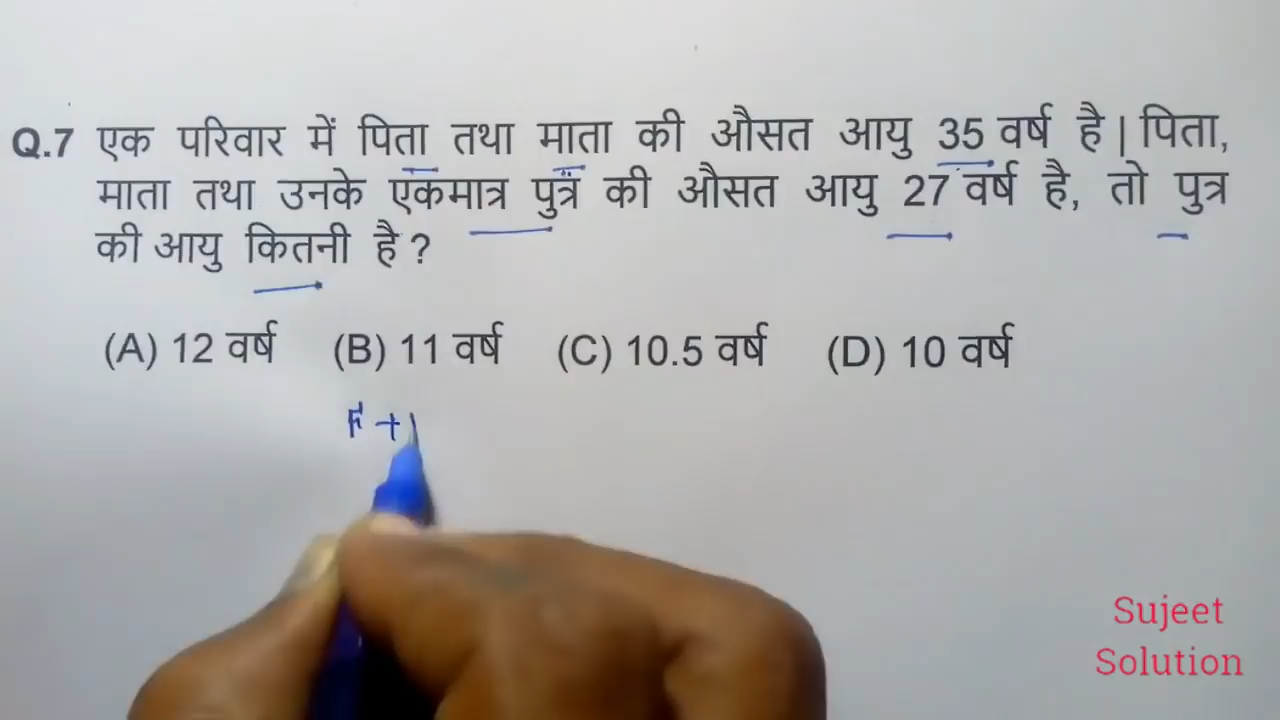 Q.7 एक परिवार में पिता तथा माता की औसत आयु 35 वर्ष है | पिता,
माता तथा उनके एकमात्र पुत्र की औसत आयु 27 वर्ष है, तो पुत्र
की आयु कितनी है ?
(A) 12 वर्ष (B) 11 वर्ष (C) 10.5 वर्ष (D) 10 वर्ष
F +
Sujeet
Solution